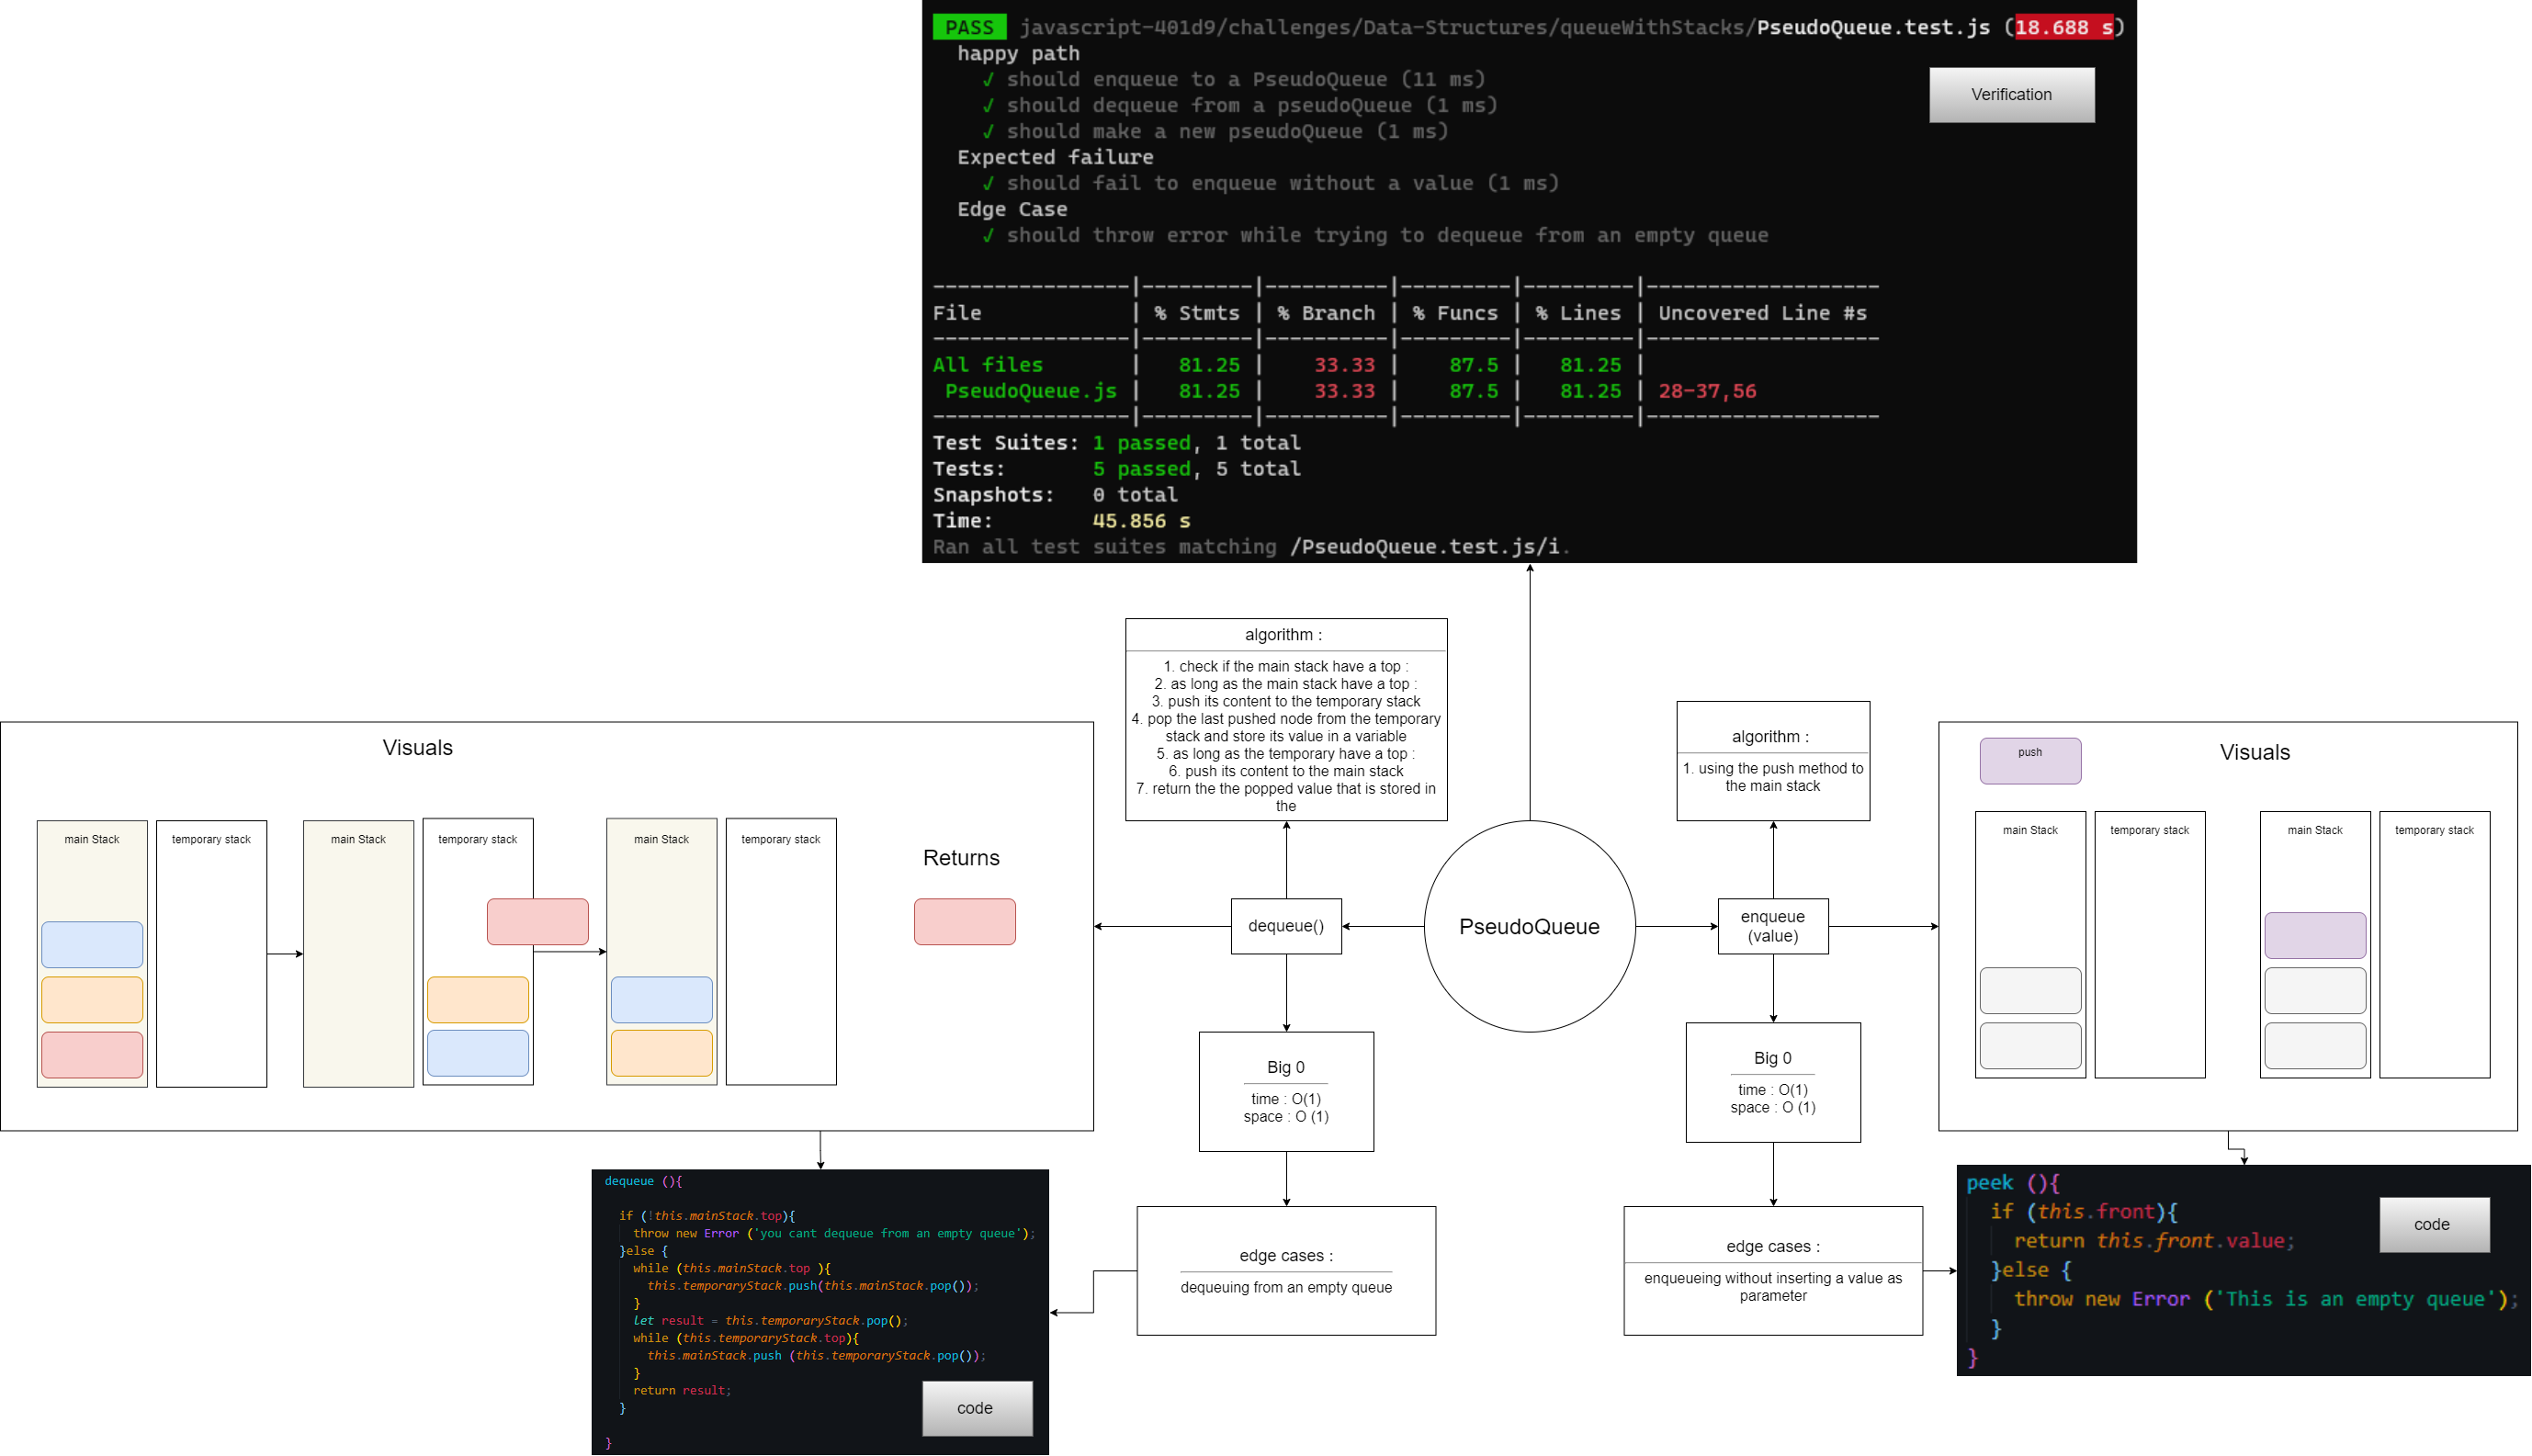 PASS javascript-401d9/challenges/Data-Structures/queueWithStacks/PseudoQueue.test.js (18.688 s)
happy path
√ should enqueue to a PseudoQueue (11 ms)
√ should dequeue from a pseudoQueue (1 ms)
√ should make a new pseudoQueue (1 ms)
Expected failure
√ should fail to enqueue without a value (1 ms)
Edge Case
√ should throw error while trying to dequeue from an empty queue
Verification
----------------|---------|----------|---------|---------|-------------------
File | % Stmts | % Branch | % Funcs | % Lines | Uncovered Line #s
----------------|---------|----------|---------|---------|-------------------
All files | 81.25 | 33.33 | 87.5 | 81.25 |
PseudoQueue.js | 81.25 | 33.33 | 87.5 | 81.25 | 28-37,56
----------------|---------|----------|---------|---------|-------------------
Test Suites: 1 passed, 1 total
Tests: 5 passed, 5 total
Snapshots: 0 total
Time: 45.856 s
Ran all test suites matching /PseudoQueue.test.js/i.
algorithm :
1. check if the main stack have a top :
2. as long as the main stack have a top :
3. push its content to the temporary stack
4. pop the last pushed node from the temporary
stack and store its value in a variable
5. as long as the temporary have a top :
6. push its content to the main stack
7. return the the popped value that is stored in
the
algorithm :
1. using the push method to
the main stack
Visuals
main Stack
temporary stack
main Stack
temporary stack
main Stack
temporary stack
Returns
dequeue()
PseudoQueue
enqueue
(value)
Visuals
push
main Stack
temporary stack
main Stack
temporary stack
Big 0
time : O(1)
space : O (1)
Big 0
time : O(1)
space : O (1)
edge cases :
dequeuing from an empty queue
edge cases :
enqueueing without inserting a value as
parameter
dequeue (){
if (!this.mainStack.top){
throw new Error ('you cant dequeue from an empty queue');
}else {
while (this.mainStack.top ){
this.temporaryStack.push(this.mainStack.pop());
}
let result = this.temporaryStack.pop();
while (this.temporaryStack.top){
this.mainStack.push (this.temporaryStack.pop());
}
return result;
}
}
code
peek (){
if (this.front){
return this.front.value;
}else {
throw new Error ('This is an empty queue');
}
}
code